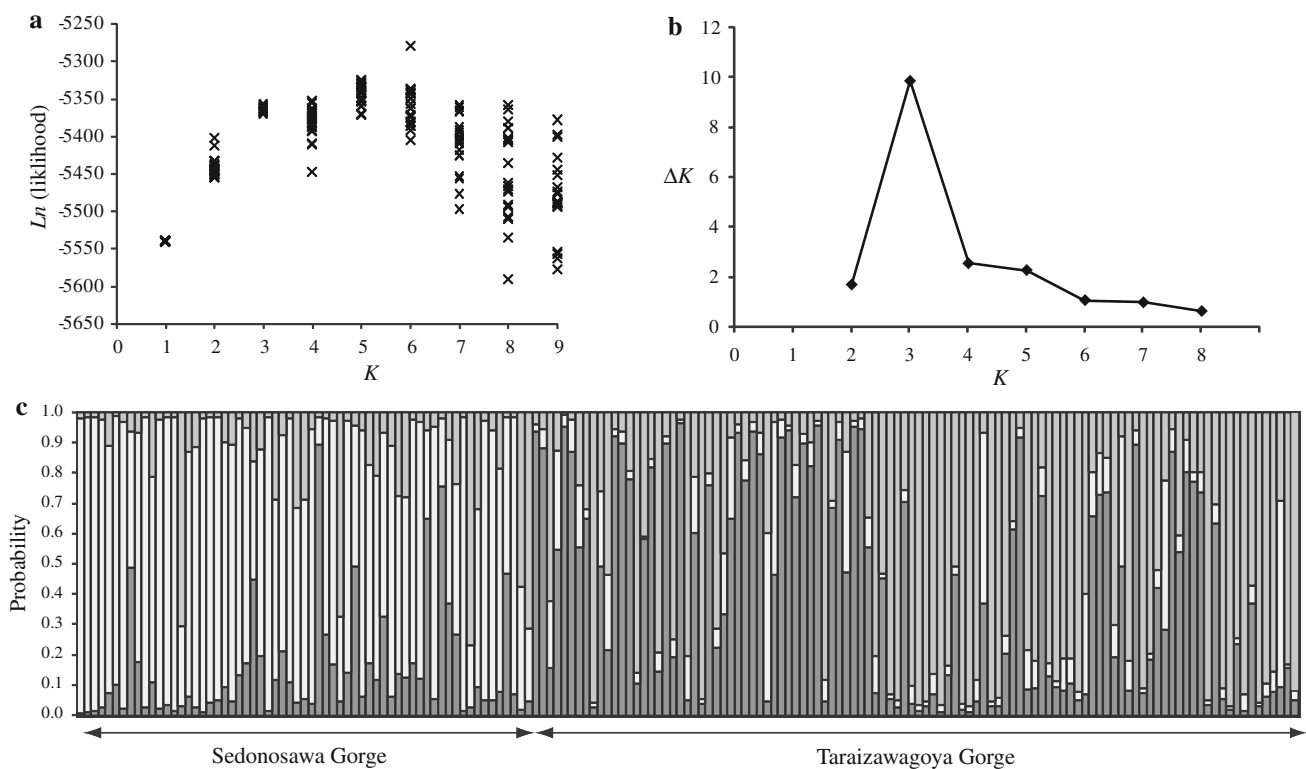 a
-5250
-5300
-5350
-5400
-5450
-5500
-5550
-5600
-5650
Ln (liklihood)
0 1 2 3 4 5 6 7 8 9
K
b
12
10
8
6
4
2
0
ΔK
0 1 2 3 4 5 6 7 8
K
c
1.0
0.9
0.8
0.7
0.6
0.5
0.4
0.3
0.2
0.1
0.0
Probability
Sedonosawa Gorge
Taraizawagoya Gorge